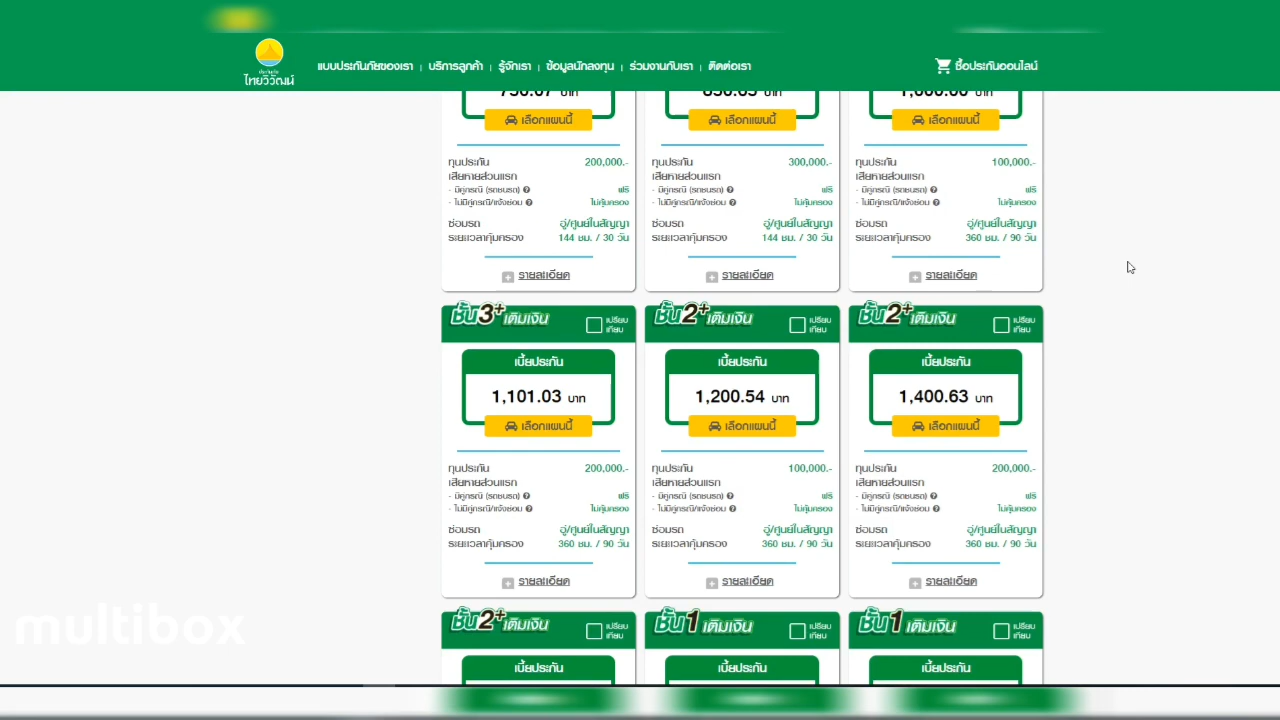 ประกันภัย
ไทยวิวัฒน์
แบบประกันภัยของเรา | บริการลูกค้า | รู้จักเรา | ข้อมูลนักลงทุน | ร่วมงานกับเรา | ติดต่อเรา
ซื้อประกันออนไลน์
บาท บาท บาท
เลือกแผนนี้ เลือกแผนนี้ เลือกแผนนี้
ทุนประกัน 200,000.- ทุนประกัน 300,000.- ทุนประกัน 100,000.-
เสียหายส่วนแรก เสียหายส่วนแรก เสียหายส่วนแรก
- มีคู่กรณี (รถชนรถ) ฟรี - มีคู่กรณี (รถชนรถ) ฟรี - มีคู่กรณี (รถชนรถ) ฟรี
- ไม่มีคู่กรณี/แจ้งซ่อม ไม่คุ้มครอง - ไม่มีคู่กรณี/แจ้งซ่อม ไม่คุ้มครอง - ไม่มีคู่กรณี/แจ้งซ่อม ไม่คุ้มครอง
ซ่อมรถ อู่/ศูนย์ในสัญญา ซ่อมรถ อู่/ศูนย์ในสัญญา ซ่อมรถ อู่/ศูนย์ในสัญญา
ระยะเวลาคุ้มครอง 144 ชม. / 30 วัน ระยะเวลาคุ้มครอง 144 ชม. / 30 วัน ระยะเวลาคุ้มครอง 360 ชม. / 90 วัน
รายละเอียด รายละเอียด รายละเอียด
ชั้น 3+ เติมเงิน เปรียบเทียบ ชั้น 2+ เติมเงิน เปรียบเทียบ ชั้น 2+ เติมเงิน เปรียบเทียบ
เบี้ยประกัน เบี้ยประกัน เบี้ยประกัน
1,101.03 บาท 1,200.54 บาท 1,400.63 บาท
เลือกแผนนี้ เลือกแผนนี้ เลือกแผนนี้
ทุนประกัน 200,000.- ทุนประกัน 100,000.- ทุนประกัน 200,000.-
เสียหายส่วนแรก เสียหายส่วนแรก เสียหายส่วนแรก
- มีคู่กรณี (รถชนรถ) ฟรี - มีคู่กรณี (รถชนรถ) ฟรี - มีคู่กรณี (รถชนรถ) ฟรี
- ไม่มีคู่กรณี/แจ้งซ่อม ไม่คุ้มครอง - ไม่มีคู่กรณี/แจ้งซ่อม ไม่คุ้มครอง - ไม่มีคู่กรณี/แจ้งซ่อม ไม่คุ้มครอง
ซ่อมรถ อู่/ศูนย์ในสัญญา ซ่อมรถ อู่/ศูนย์ในสัญญา ซ่อมรถ อู่/ศูนย์ในสัญญา
ระยะเวลาคุ้มครอง 360 ชม. / 90 วัน ระยะเวลาคุ้มครอง 360 ชม. / 90 วัน ระยะเวลาคุ้มครอง 360 ชม. / 90 วัน
รายละเอียด รายละเอียด รายละเอียด
multibox
ชั้น 2+ เติมเงิน เปรียบเทียบ ชั้น 1 เติมเงิน เปรียบเทียบ ชั้น 1 เติมเงิน เปรียบเทียบ
เบี้ยประกัน เบี้ยประกัน เบี้ยประกัน